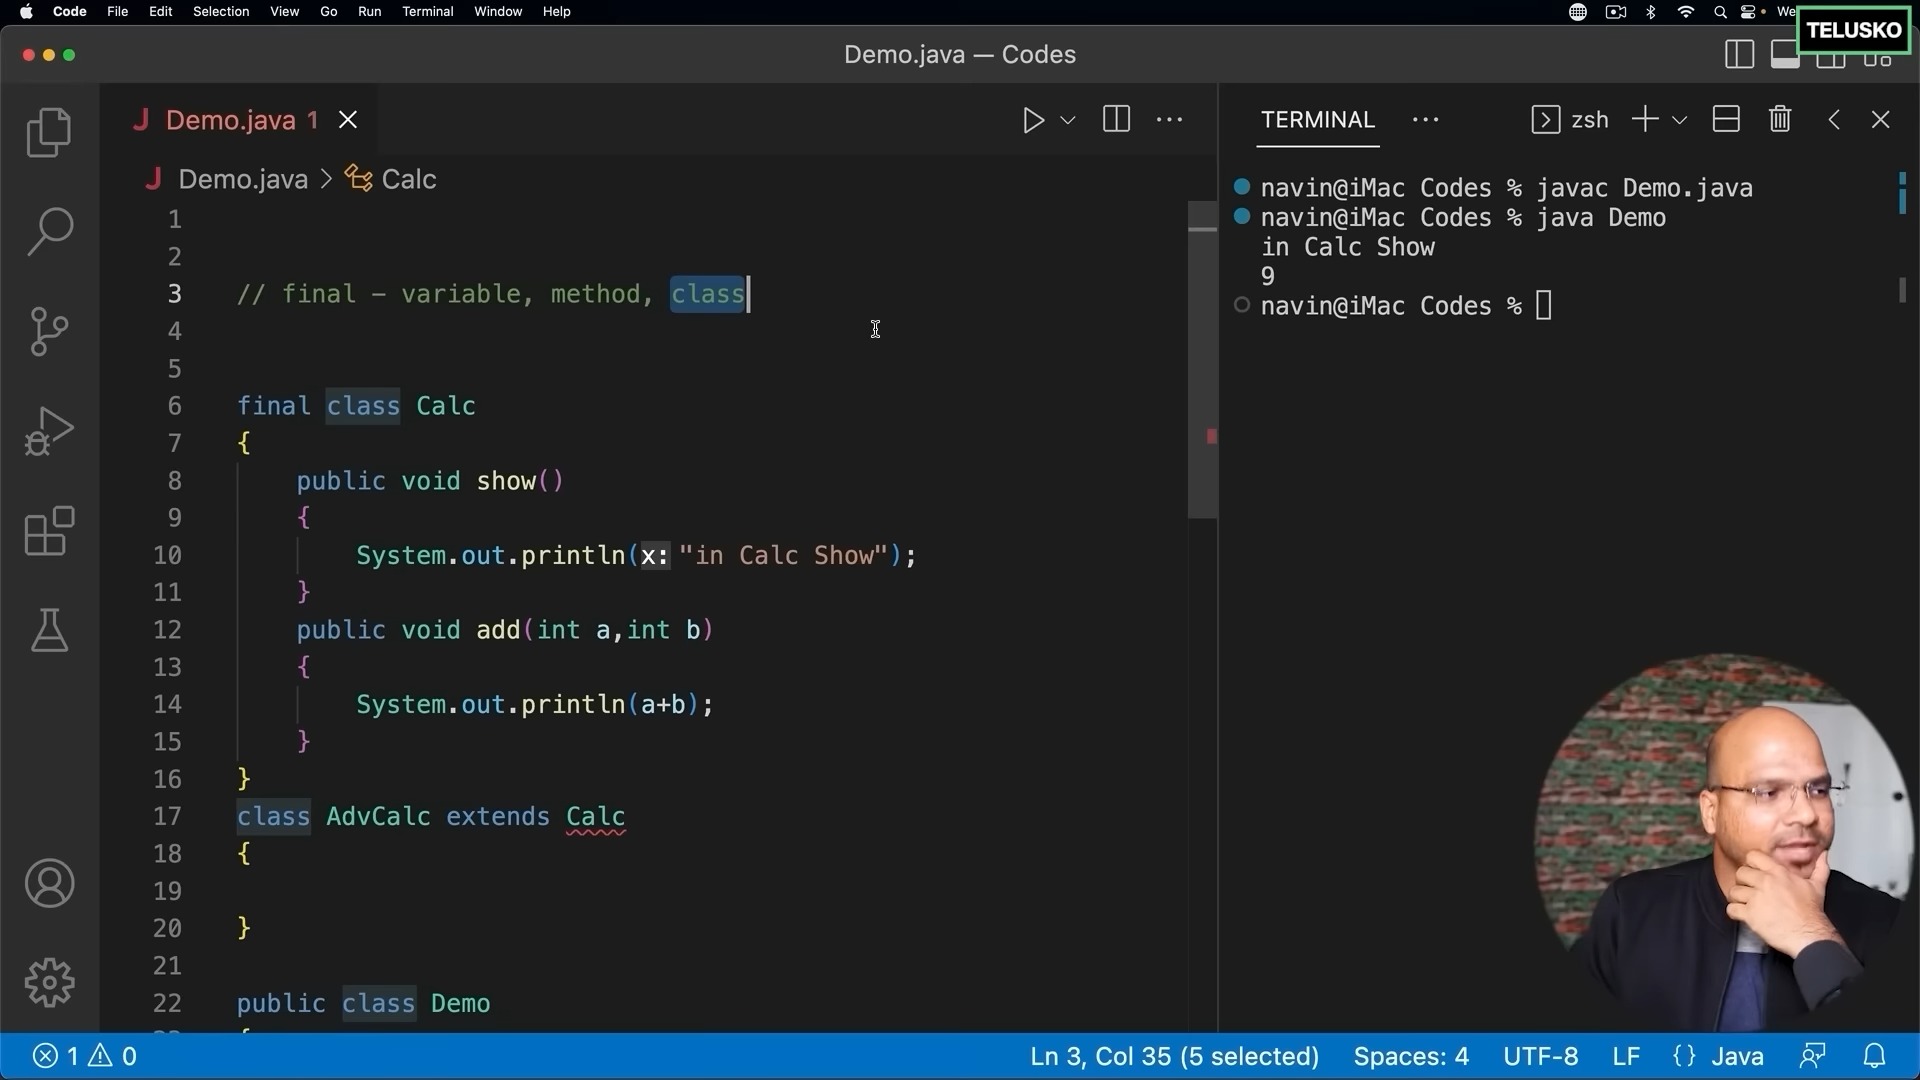 Code File Edit Selection View Go Run Terminal Window Help We
TELUSKO
Demo.java — Codes
Demo.java 1
TERMINAL zsh
Demo.java > Calc
1
2
3 // final – variable, method, class
4
5
6 final class Calc
7 {
8 public void show()
9 {
10 System.out.println(x: "in Calc Show");
11 }
12 public void add(int a,int b)
13 {
14 System.out.println(a+b);
15 }
16 }
17 class AdvCalc extends Calc
18 {
19
20 }
21
22 public class Demo
navin@iMac Codes % javac Demo.java
navin@iMac Codes % java Demo
in Calc Show
9
navin@iMac Codes %
1 0 Ln 3, Col 35 (5 selected) Spaces: 4 UTF-8 LF {} Java